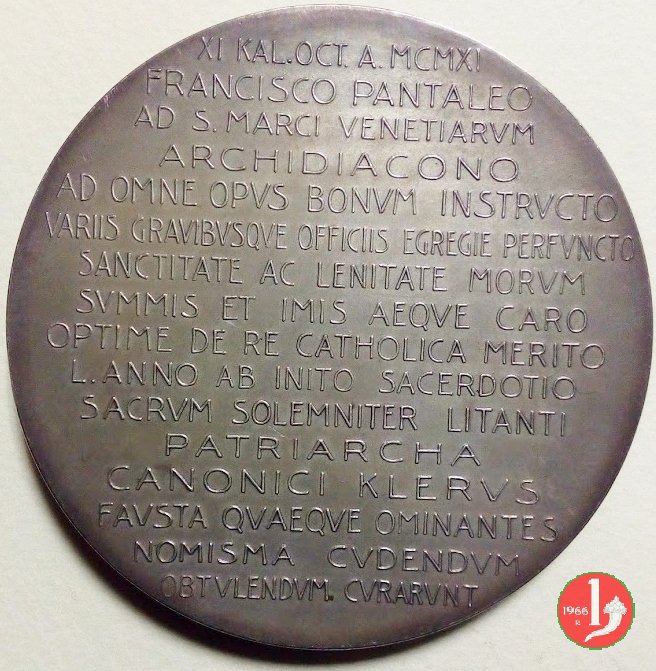 XI KAL. OCT. A. MCMXI
FRANCISCO PANTALEO
AD S. MARCI VENETIARVM
ARCHIDIACONO
AD OMNE OPVS BONVM INSTRVCTO
VARIIS GRAVIBVSQVE OFFICIIS EGREGIE PERFVNCTO
SANCTITATE AC LENITATE MORVM
SVMMIS ET IMIS AEQVE CARO
OPTIME DE RE CATHOLICA MERITO
L. ANNO AB INITO SACERDOTIO
SACRVM SOLEMNITER LITANTI
PATRIARCHA
CANONICI KLERVS
FAVSTA QVAEQVE OMINANTES
NOMISMA CVDENDVM
OBTVLENDVM. CVRARVNT
1966
R